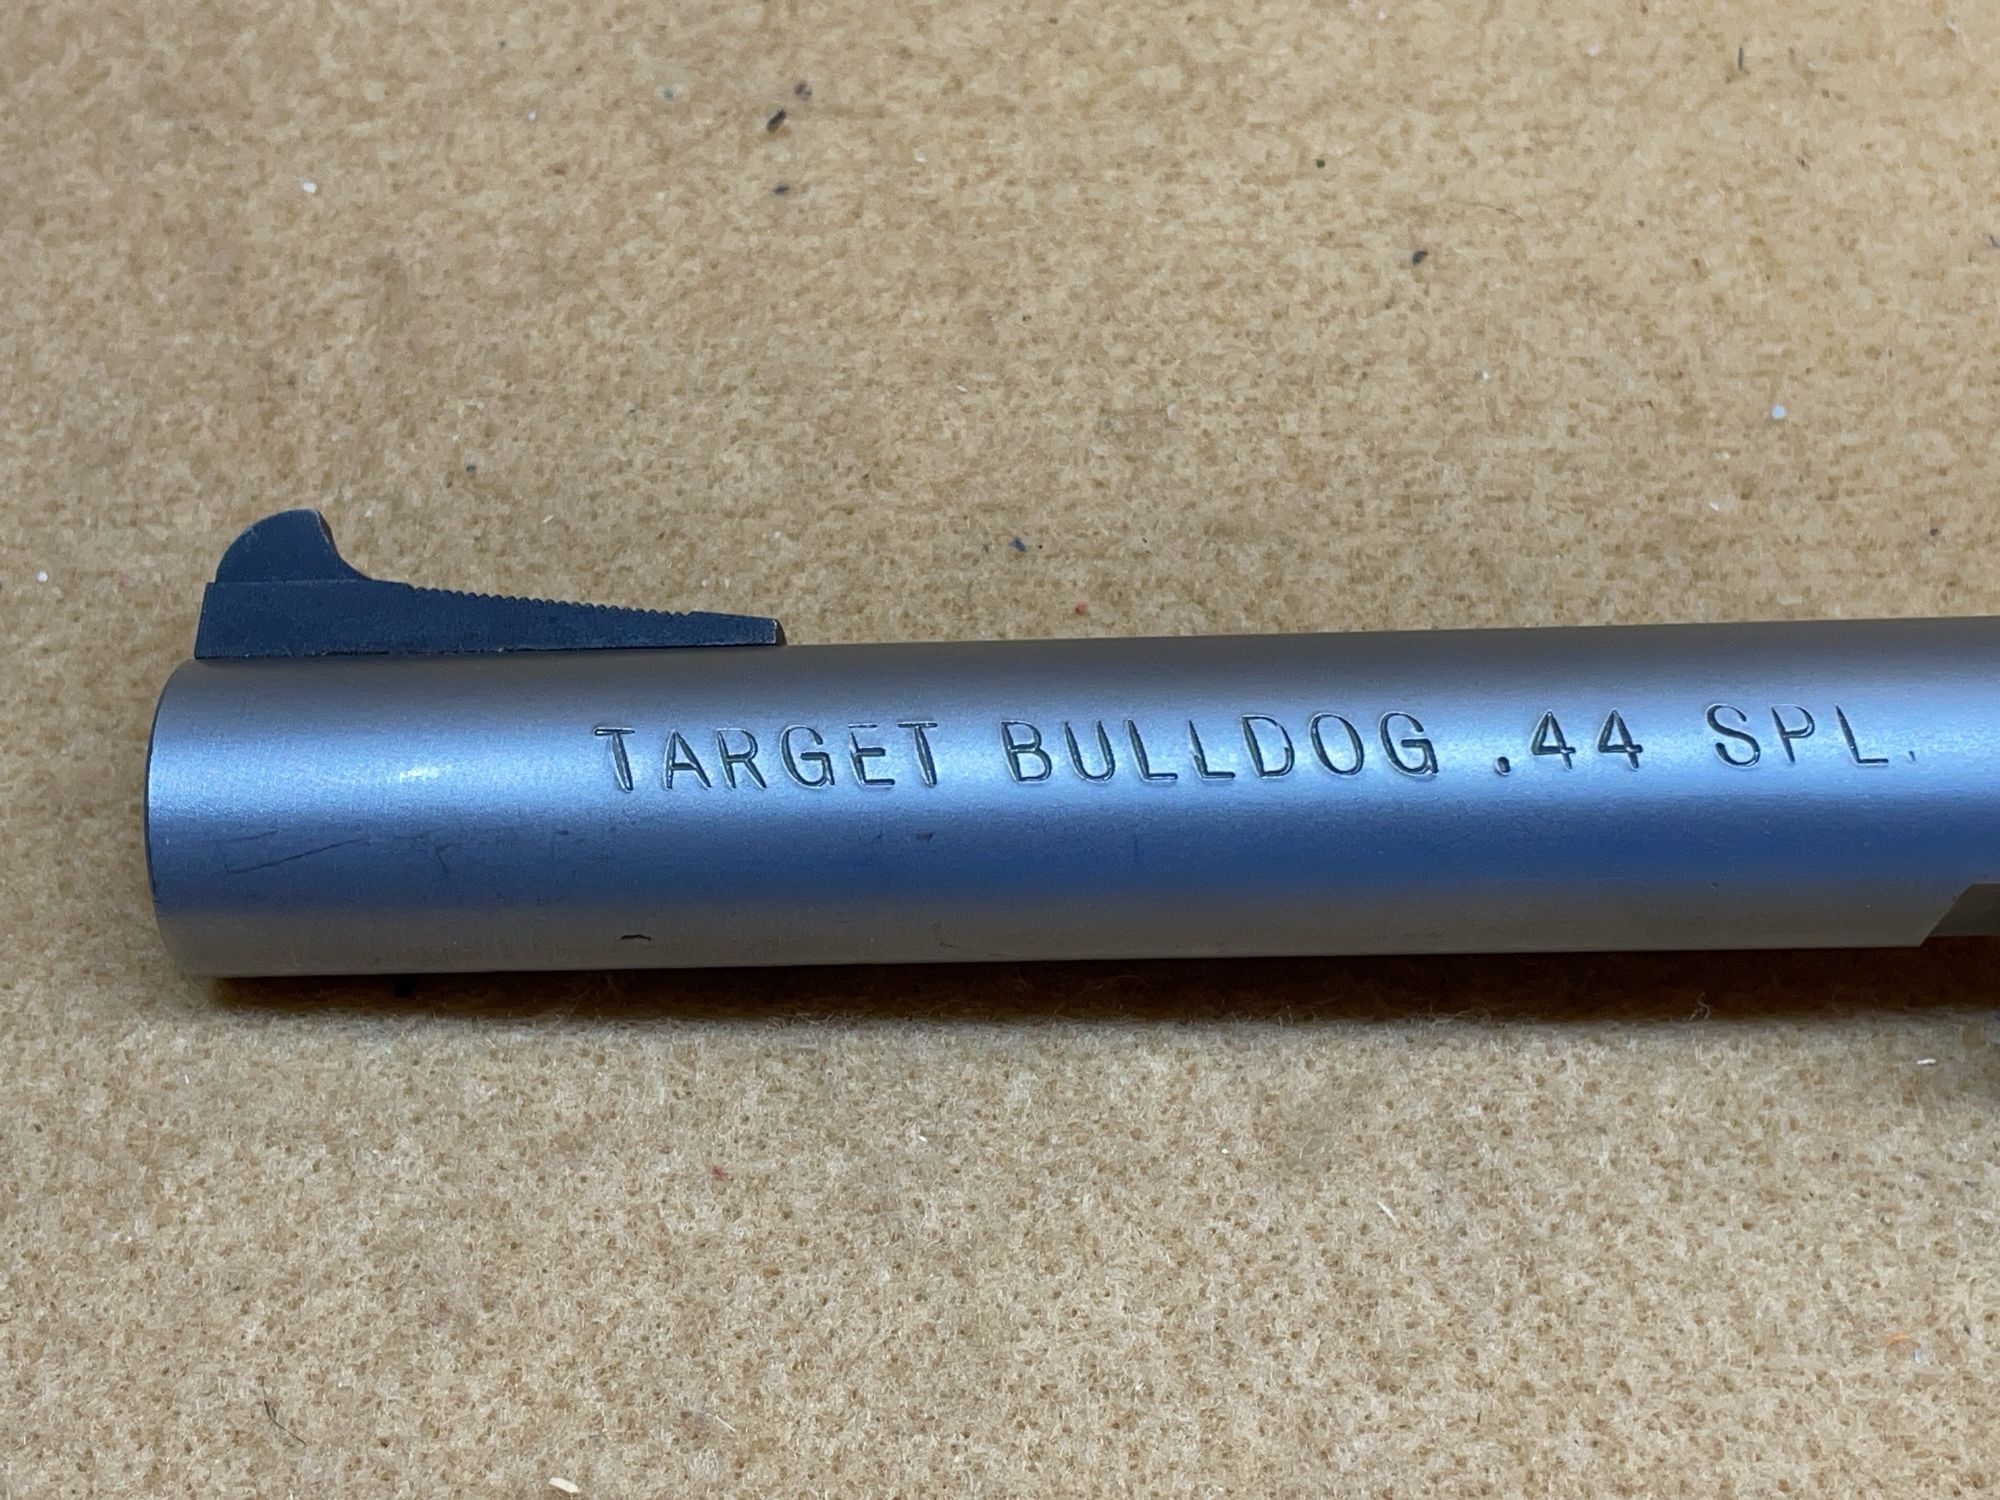 TARGET BULLDOG .44 SPL.